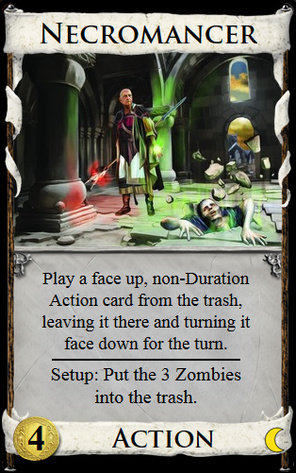 NECROMANCER
Play a face up, non-Duration
Action card from the trash,
leaving it there and turning it
face down for the turn.
Setup: Put the 3 Zombies
into the trash.
4
ACTION